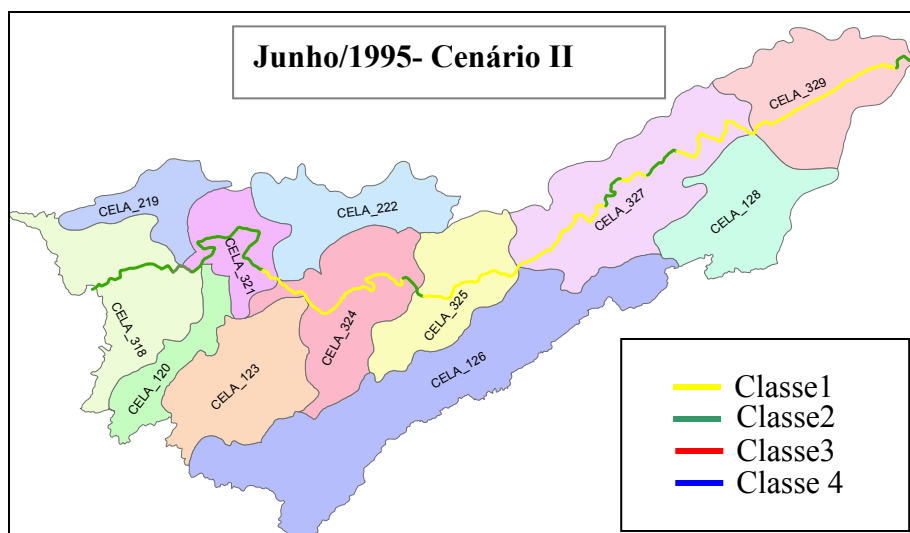 Junho/1995- Cenário II
CELA_329
CELA_219
CELA_222
CELA_327
CELA_128
CELA_321
CELA_318
CELA_324
CELA_325
CELA_120
CELA_123
CELA_126
Classe1
Classe2
Classe3
Classe 4